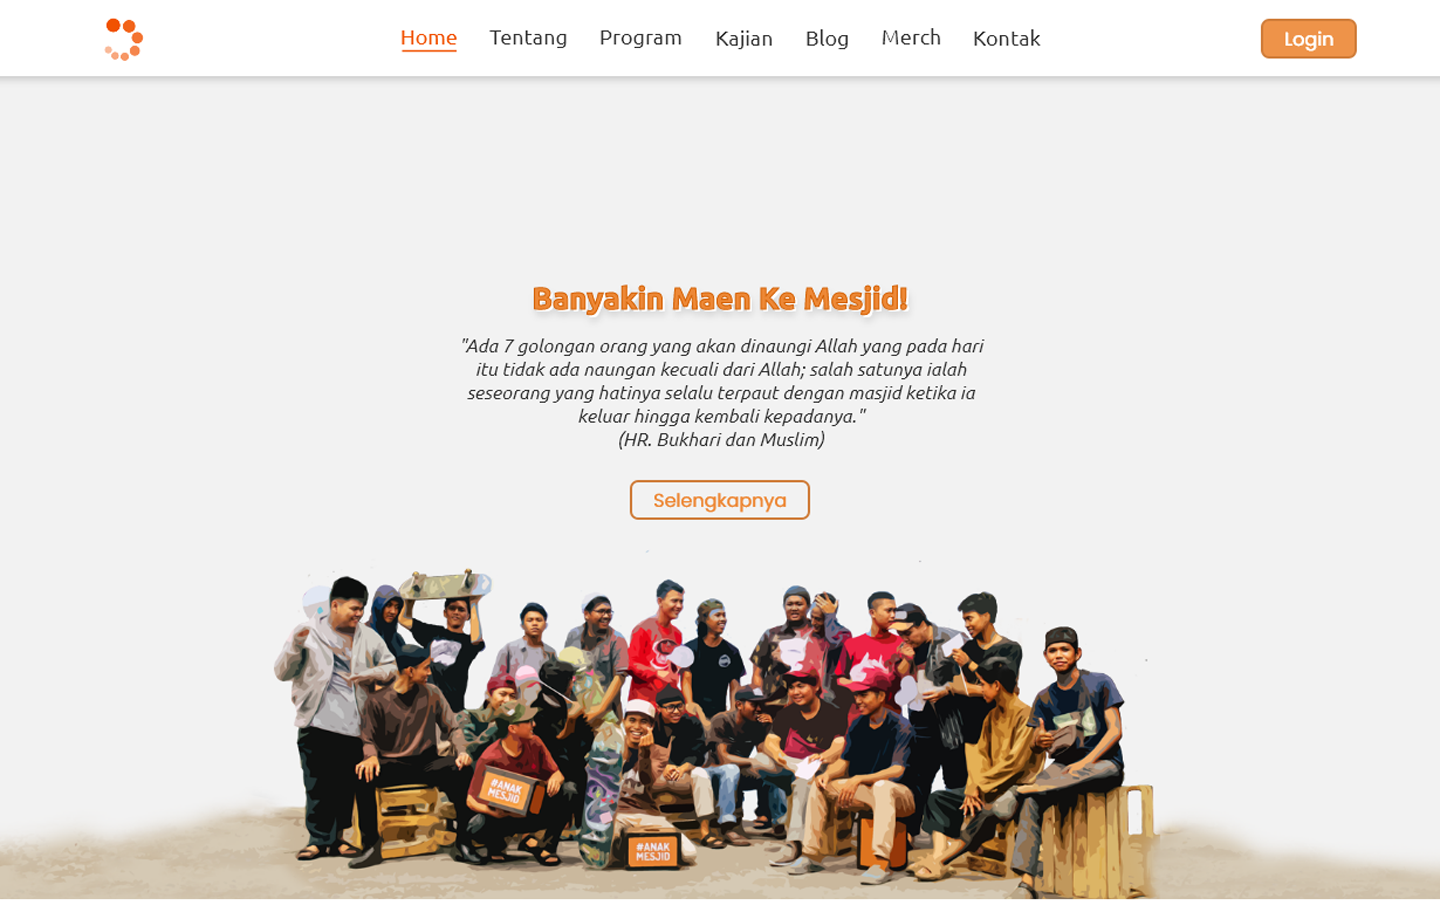 Home Tentang Program Kajian Blog Merch Kontak Login
Banyakin Maen Ke Mesjid!
"Ada 7 golongan orang yang akan dinaungi Allah yang pada hari
itu tidak ada naungan kecuali dari Allah; salah satunya ialah
seseorang yang hatinya selalu terpaut dengan masjid ketika ia
keluar hingga kembali kepadanya."
(HR. Bukhari dan Muslim)
Selengkapnya
#ANAK
MESJID
#ANAK
MESJID